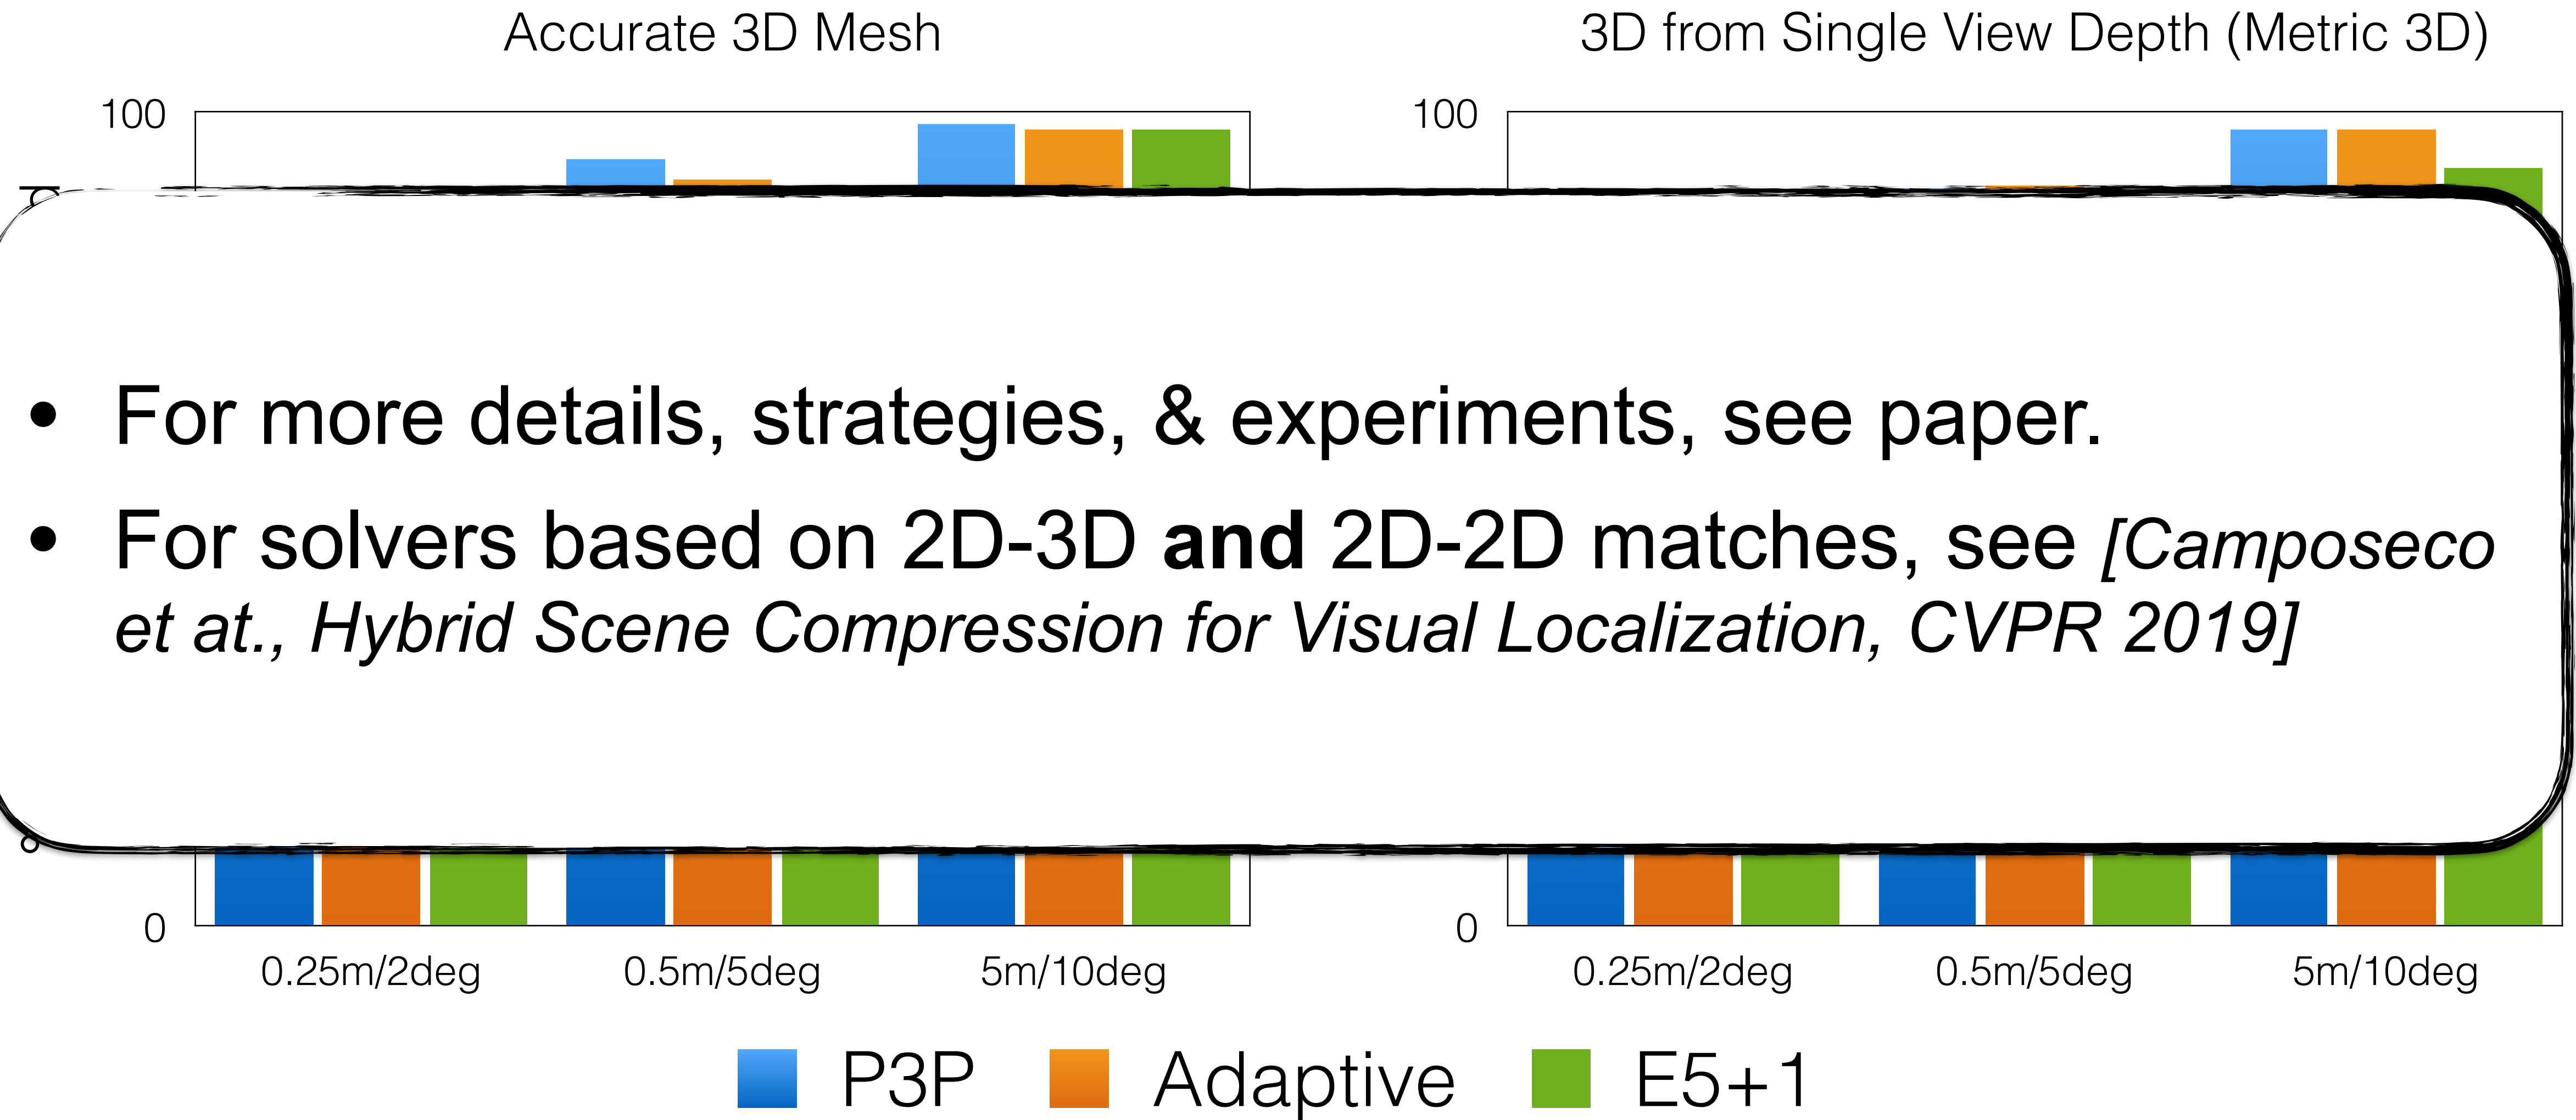 Accurate 3D Mesh
3D from Single View Depth (Metric 3D)
100
100
• For more details, strategies, & experiments, see paper.
• For solvers based on 2D-3D and 2D-2D matches, see [Camposeco
et at., Hybrid Scene Compression for Visual Localization, CVPR 2019]
0
0
0.25m/2deg 0.5m/5deg 5m/10deg
0.25m/2deg 0.5m/5deg 5m/10deg
P3P Adaptive E5+1